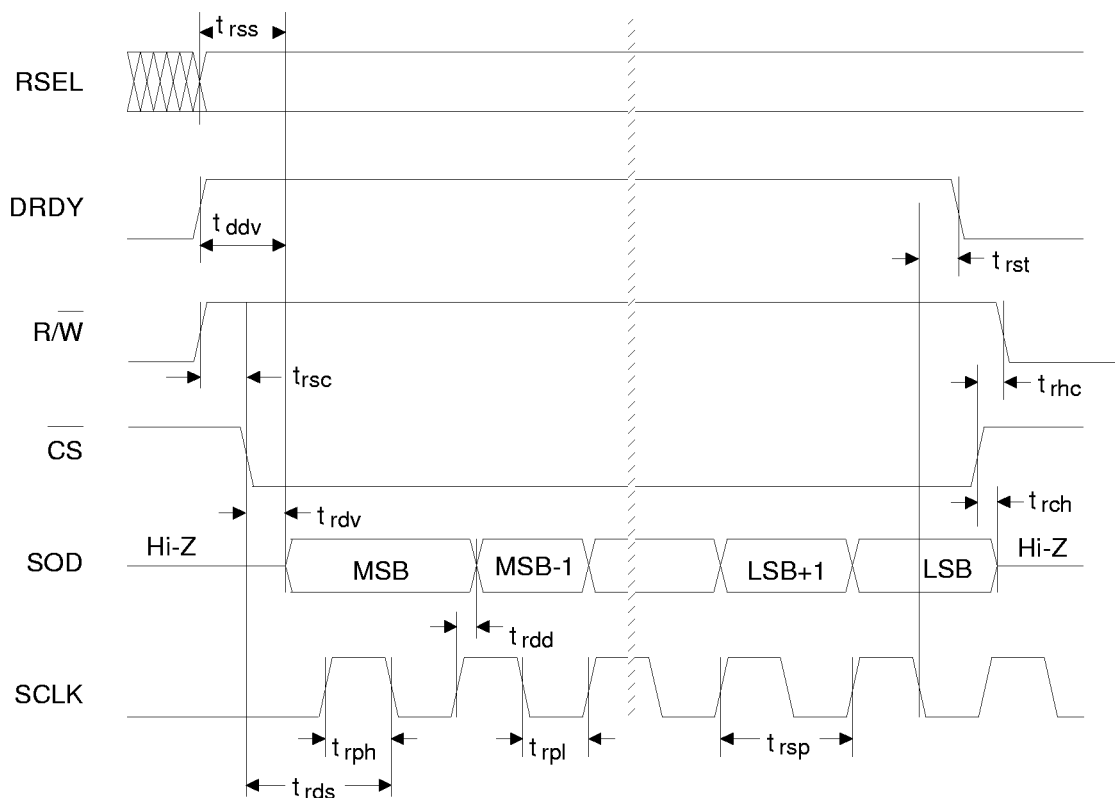 t rss
RSEL
DRDY
t ddv
t rst
R/W̅
t rsc
t rhc
C̅S̅
t rdv
t rch
SOD
Hi-Z
MSB
MSB-1
LSB+1
LSB
Hi-Z
t rdd
SCLK
t rph
t rpl
t rsp
t rds